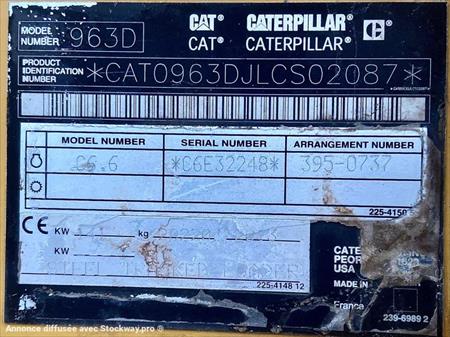 MODEL NUMBER 963D CAT CATERPILLAR
CAT® CATERPILLAR® C
PRODUCT IDENTIFICATION NUMBER *CAT0963DJLCS02087*
MODEL NUMBER SERIAL NUMBER ARRANGEMENT NUMBER
C6.6 *C6E32248* 395-0737
225-4150
CE KW kg
KW
225-4148 12
CATE
PEOR
USA
MADE IN
France
239-6989 2
Annonce diffusée avec Stockway.pro ®